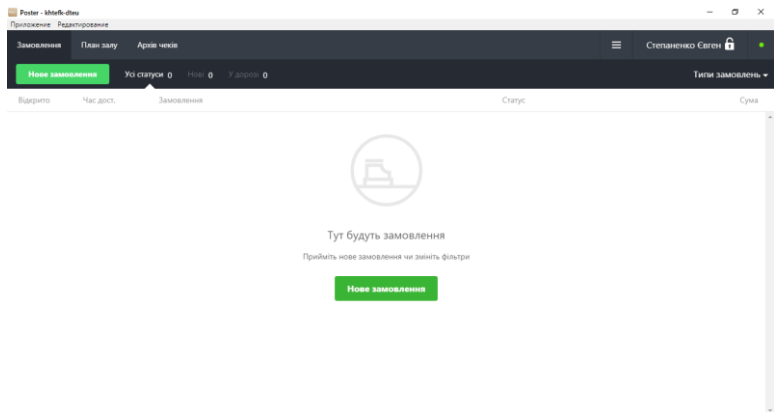 Poster - khtefk-dteu
Приложение Редактирование
Замовлення План залу Архів чеків Степаненко Євген
Нове замовлення Усі статуси 0 Нові 0 У дорозі 0 Типи замовлень
Відкрито Час дост. Замовлення Статус Сума
Тут будуть замовлення
Прийміть нове замовлення чи змініть фільтри
Нове замовлення